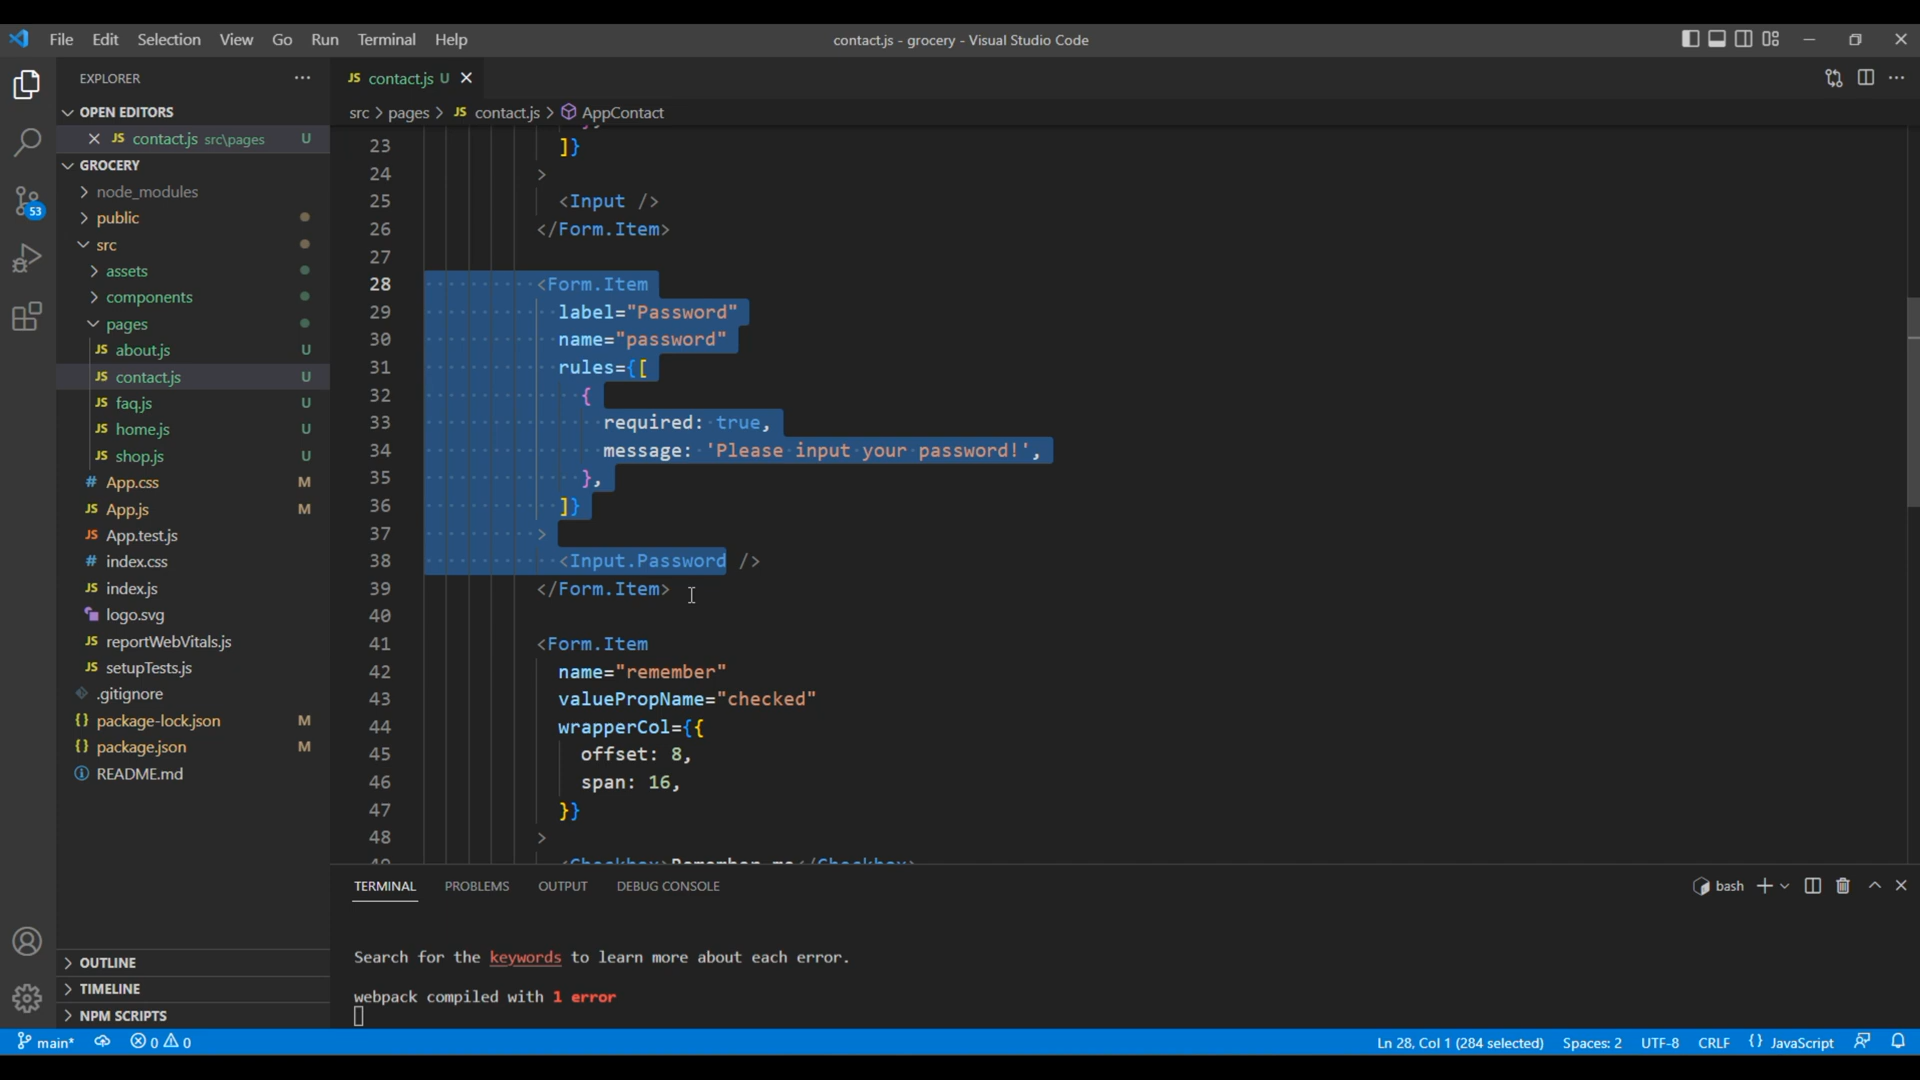 File Edit Selection View Go Run Terminal Help
contact.js - grocery - Visual Studio Code
EXPLORER
OPEN EDITORS
JS contact.js src\pages U
GROCERY
node_modules
public
src
assets
components
pages
JS about.js U
JS contact.js U
JS faq.js U
JS home.js U
JS shop.js U
# App.css M
JS App.js M
JS App.test.js
# index.css
JS index.js
logo.svg
JS reportWebVitals.js
JS setupTests.js
.gitignore
{} package-lock.json M
{} package.json M
README.md
OUTLINE
TIMELINE
NPM SCRIPTS
53
JS contact.js U
src > pages > JS contact.js > AppContact
23 ]}
24 >
25 <Input />
26 </Form.Item>
27
28 <Form.Item
29 label="Password"
30 name="password"
31 rules={[
32 {
33 required: true,
34 message: 'Please input your password!',
35 },
36 ]}
37 >
38 <Input.Password />
39 </Form.Item>
40
41 <Form.Item
42 name="remember"
43 valuePropName="checked"
44 wrapperCol={{
45 offset: 8,
46 span: 16,
47 }}
48 >
49 <Checkbox>Remember me</Checkbox>
TERMINAL PROBLEMS OUTPUT DEBUG CONSOLE
bash
Search for the keywords to learn more about each error.
webpack compiled with 1 error
main* 0 0
Ln 28, Col 1 (284 selected) Spaces: 2 UTF-8 CRLF {} JavaScript